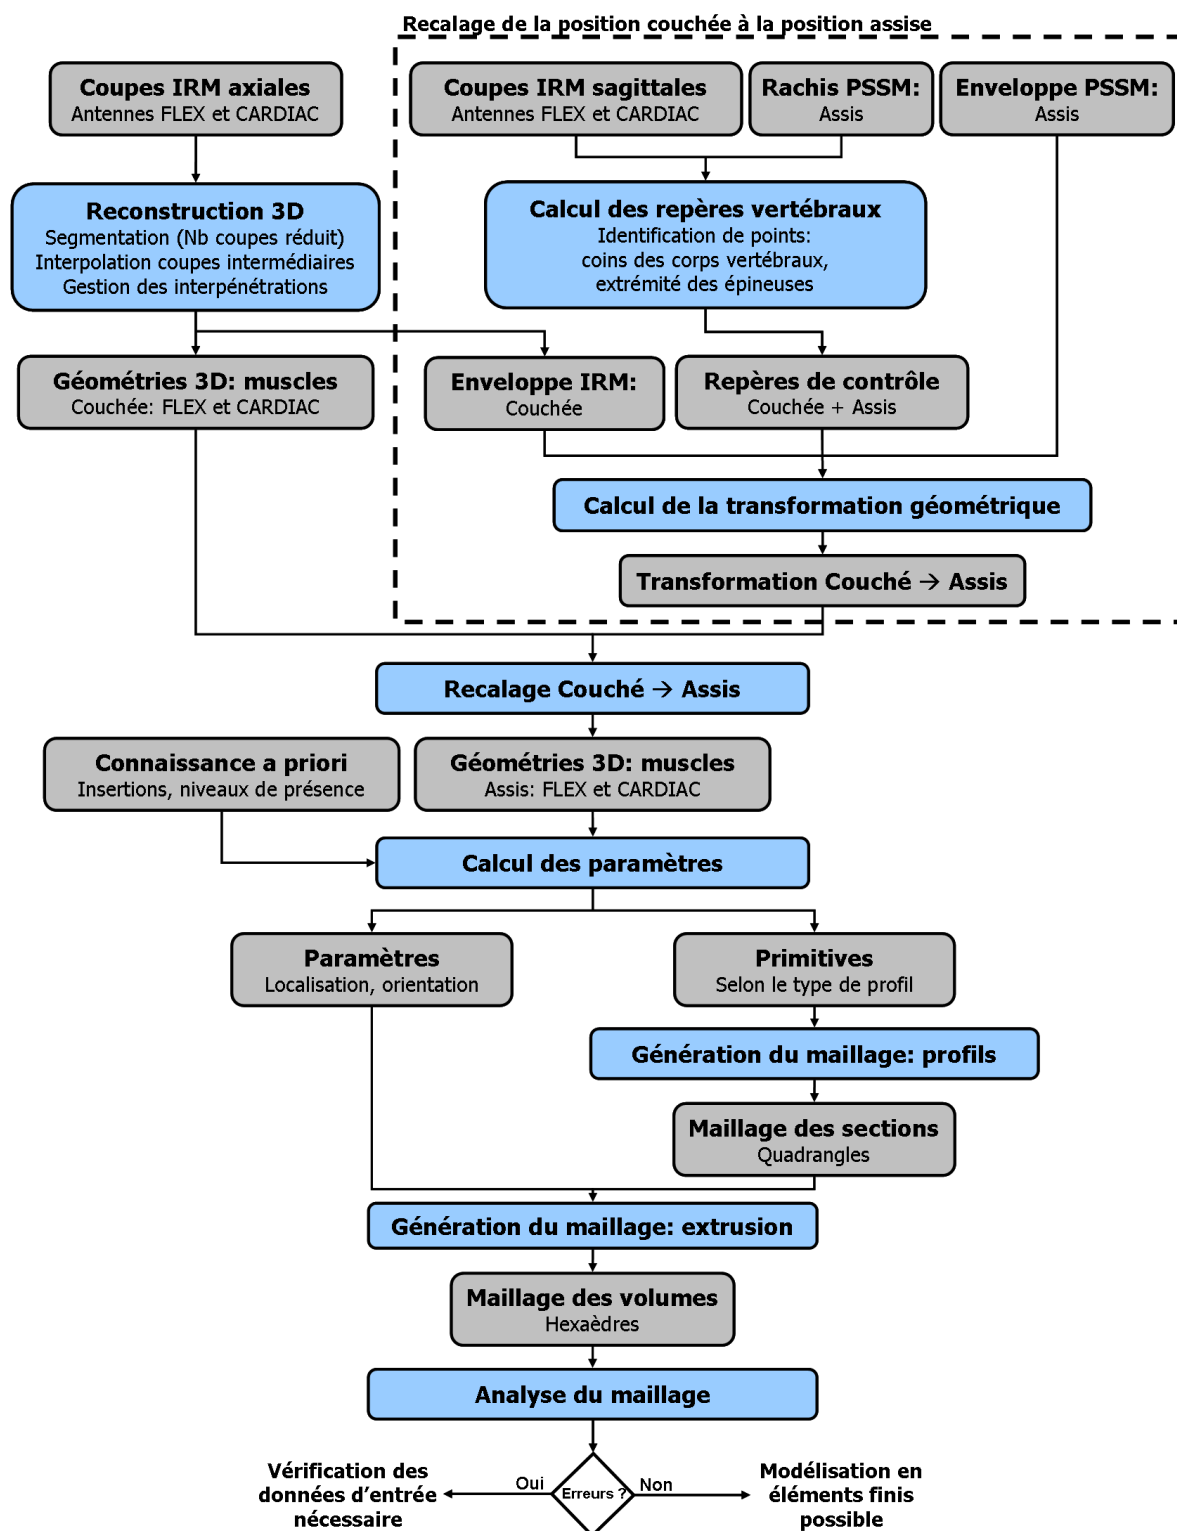 Recalage de la position couchée à la position assise
Coupes IRM axiales
Antennes FLEX et CARDIAC
Coupes IRM sagittales
Antennes FLEX et CARDIAC
Rachis PSSM:
Assis
Enveloppe PSSM:
Assis
Reconstruction 3D
Segmentation (Nb coupes réduit)
Interpolation coupes intermédiaires
Gestion des interpénétrations
Calcul des repères vertébraux
Identification de points:
coins des corps vertébraux,
extrémité des épineuses
Géométries 3D: muscles
Couchée: FLEX et CARDIAC
Enveloppe IRM:
Couchée
Repères de contrôle
Couchée + Assis
Calcul de la transformation géométrique
Transformation Couché → Assis
Recalage Couché → Assis
Connaissance a priori
Insertions, niveaux de présence
Géométries 3D: muscles
Assis: FLEX et CARDIAC
Calcul des paramètres
Paramètres
Localisation, orientation
Primitives
Selon le type de profil
Génération du maillage: profils
Maillage des sections
Quadrangles
Génération du maillage: extrusion
Maillage des volumes
Hexaèdres
Analyse du maillage
Vérification des
données d'entrée
nécessaire
Oui
Erreurs ?
Non
Modélisation en
éléments finis
possible